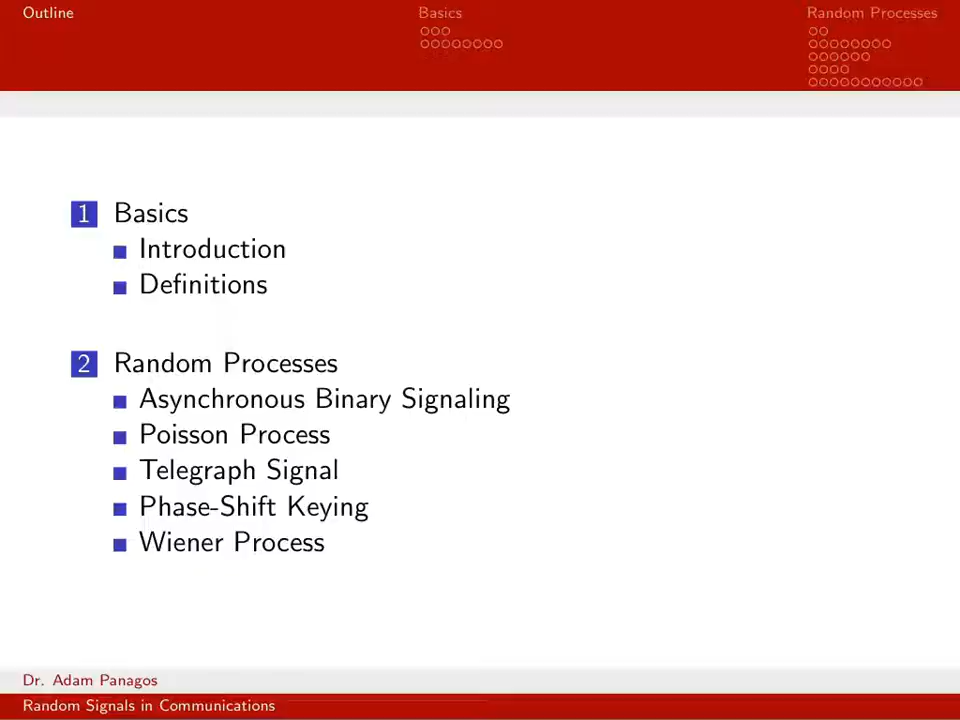 Outline
Basics
Random Processes
1 Basics
Introduction
Definitions
2 Random Processes
Asynchronous Binary Signaling
Poisson Process
Telegraph Signal
Phase-Shift Keying
Wiener Process
Dr. Adam Panagos
Random Signals in Communications